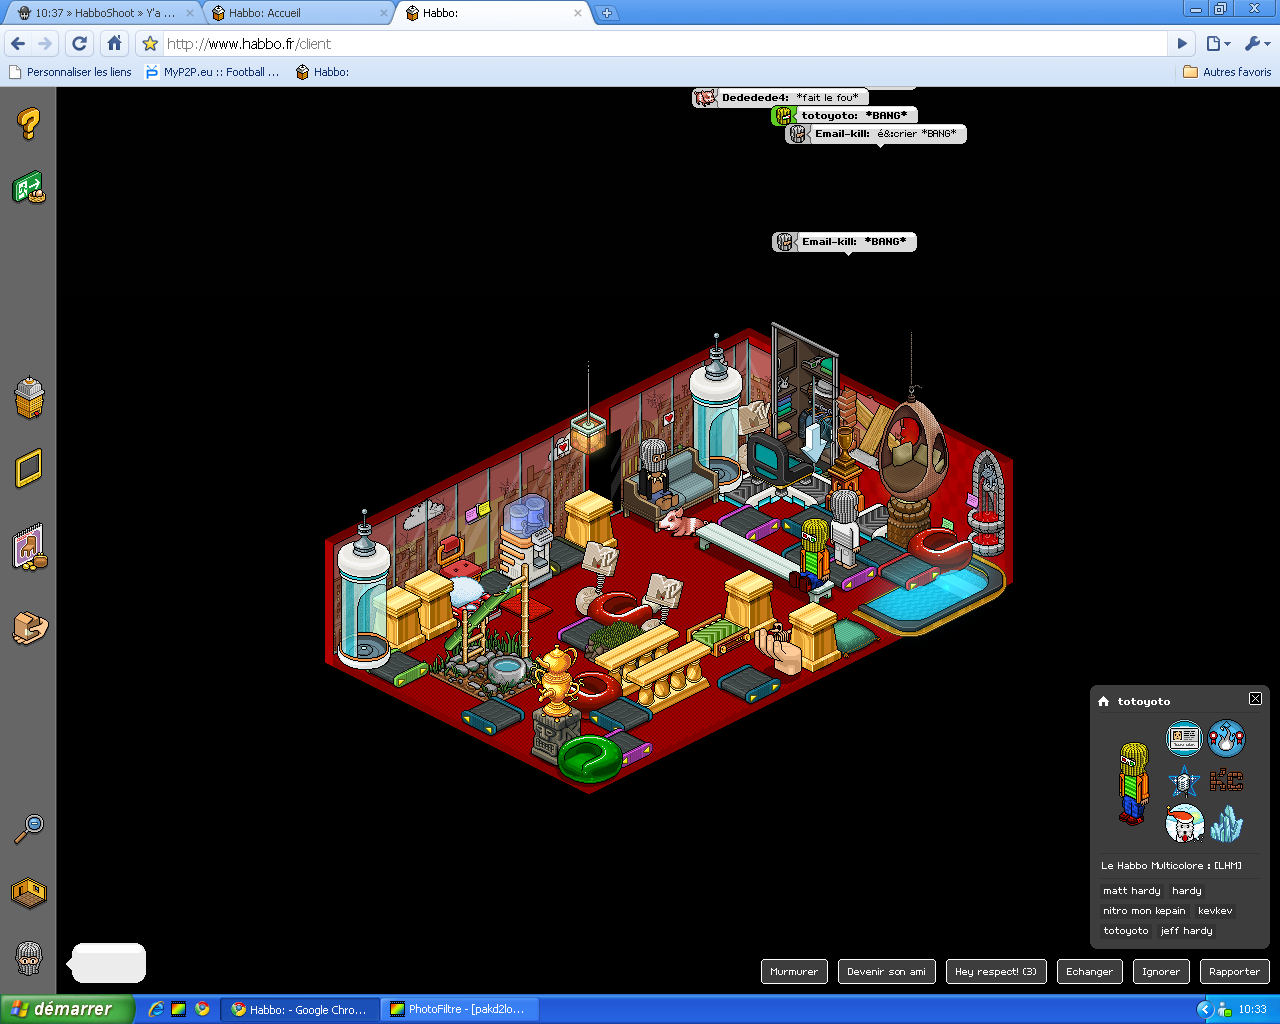 10:37 » HabboShoot » Y'a ...
Habbo: Accueil
Habbo:
http://www.habbo.fr/client
Personnaliser les liens
MyP2P.eu :: Football ...
Habbo:
Autres favoris
Dededede4: *fait le fou*
totoyoto: *BANG*
Email-kill: é&:crier *BANG*
Email-kill: *BANG*
MTV
MTV
MTV
totoyoto
Le Habbo Multicolore : [LHM]
matt hardy
hardy
nitro mon kepain
kevkev
totoyoto
jeff hardy
Murmurer
Devenir son ami
Hey respect! (3)
Echanger
Ignorer
Rapporter
démarrer
Habbo: - Google Chro...
PhotoFiltre - [pakd2lo...
10:33